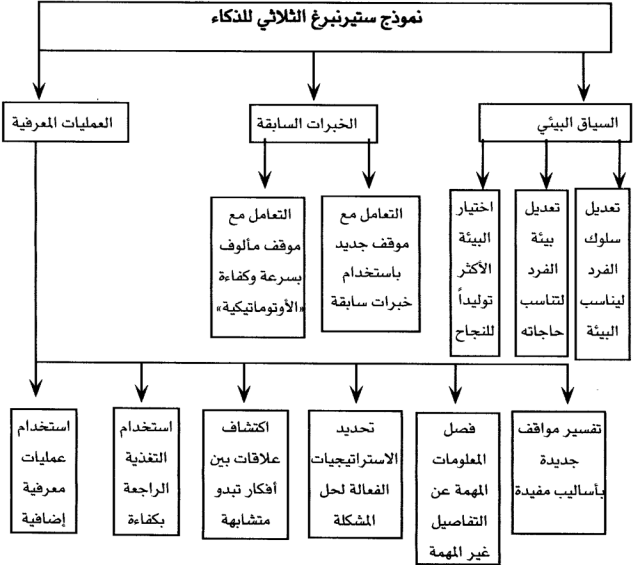 نموذج ستيرنبرغ الثلاثي للذكاء
السياق البيئي
الخبرات السابقة
العمليات المعرفية
تعديل
سلوك
الفرد
ليناسب
البيئة
تعديل
بيئة
الفرد
لتناسب
حاجاته
اختيار
البيئة
الأكثر
توليداً
للنجاح
التعامل مع
موقف جديد
باستخدام
خبرات سابقة
التعامل مع
موقف مألوف
بسرعة وكفاءة
«الأوتوماتيكية»
تفسير مواقف
جديدة
بأساليب مفيدة
فصل
المعلومات
المهمة عن
التفاصيل
غير المهمة
تحديد
الاستراتيجيات
الفعالة لحل
المشكلة
اكتشاف
علاقات بين
أفكار تبدو
متشابهة
استخدام
التغذية
الراجعة
بكفاءة
استخدام
عمليات
معرفية
إضافية